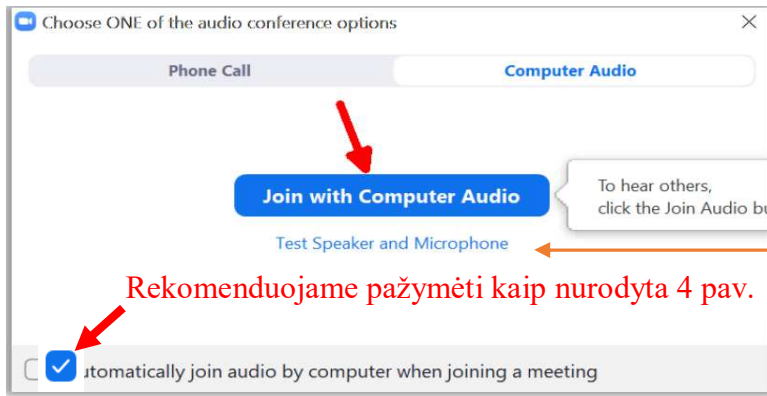 Choose ONE of the audio conference options
Phone Call
Computer Audio
Join with Computer Audio
To hear others,
click the Join Audio
Test Speaker and Microphone
Rekomenduojame pažymėti kaip nurodyta 4 pav.
utomatically join audio by computer when joining a meeting